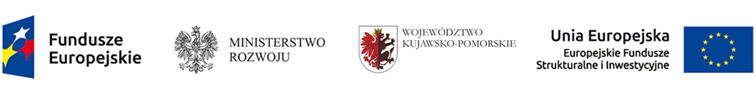 Fundusze
Europejskie
MINISTERSTWO
ROZWOJU
WOJEWÓDZTWO
KUJAWSKO-POMORSKIE
Unia Europejska
Europejskie Fundusze
Strukturalne i Inwestycyjne